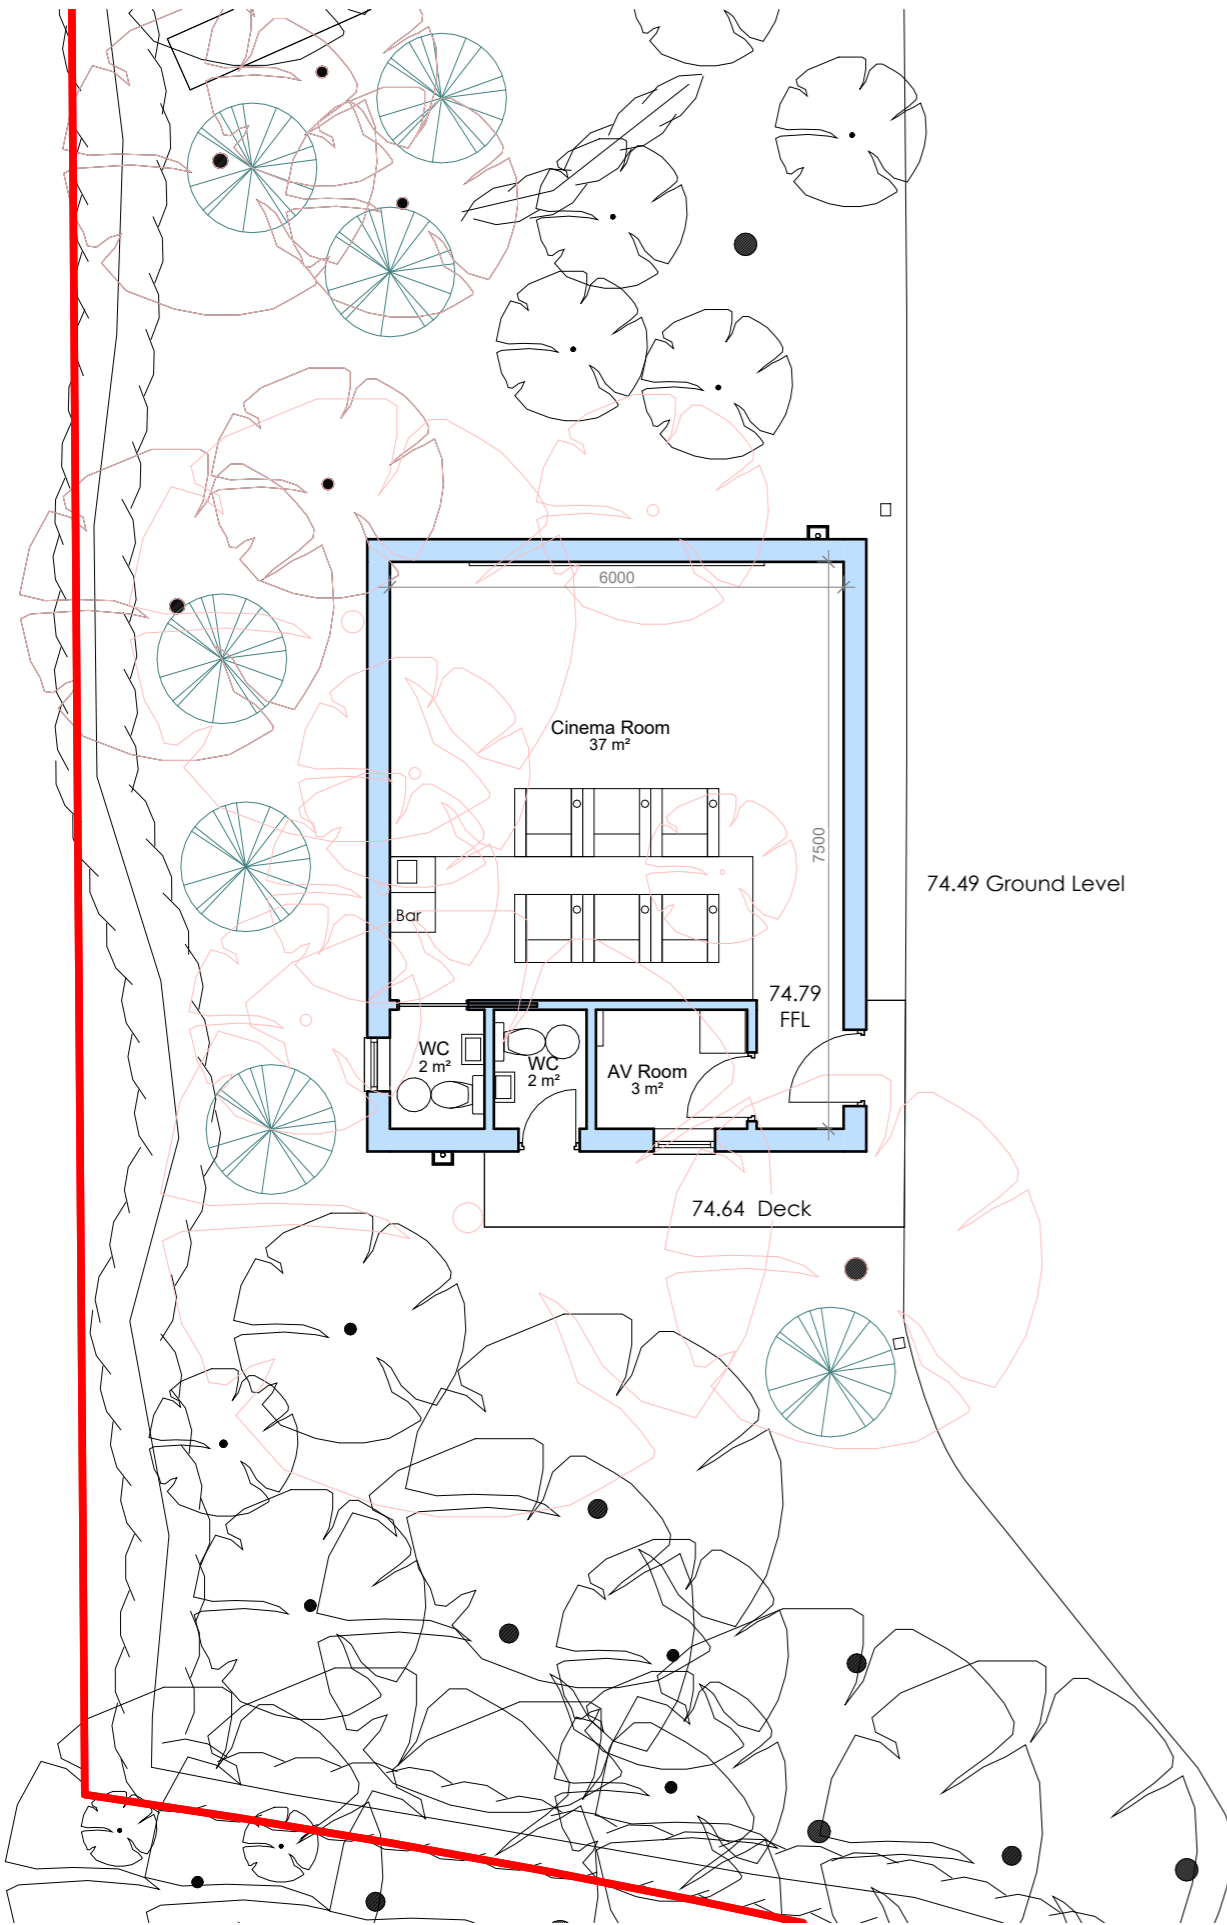 6000
Cinema Room
37 m²
7500
74.49 Ground Level
Bar
74.79
FFL
WC
2 m²
WC
2 m²
AV Room
3 m²
74.64 Deck